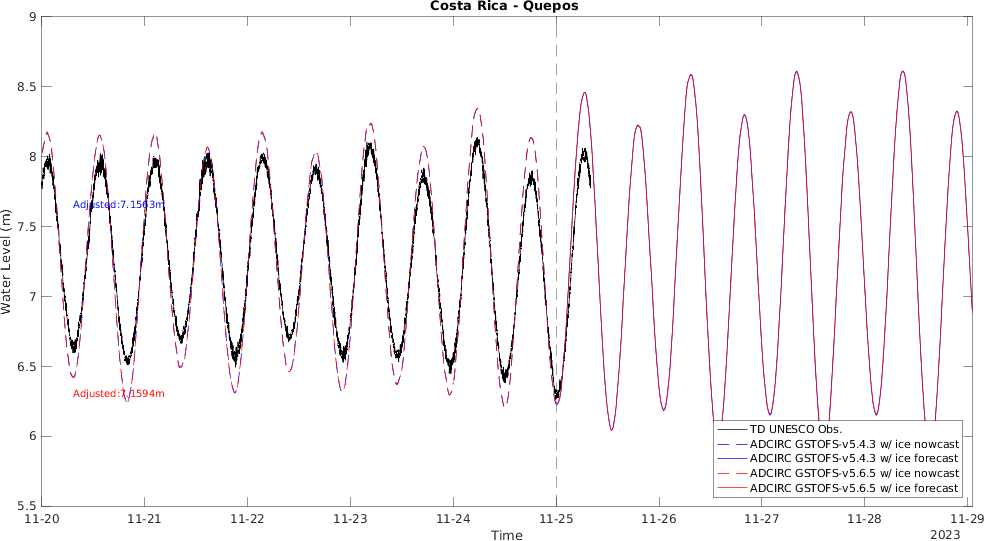 Costa Rica - Quepos
9
8.5
8
Adjusted:7.1563m
7.5
Water Level (m)
7
6.5
Adjusted:7.1594m
6
TD UNESCO Obs.
ADCIRC GSTOFS-v5.4.3 w/ ice nowcast
ADCIRC GSTOFS-v5.4.3 w/ ice forecast
ADCIRC GSTOFS-v5.6.5 w/ ice nowcast
ADCIRC GSTOFS-v5.6.5 w/ ice forecast
5.5
11-20 11-21 11-22 11-23 11-24 11-25 11-26 11-27 11-28 11-29
Time
2023